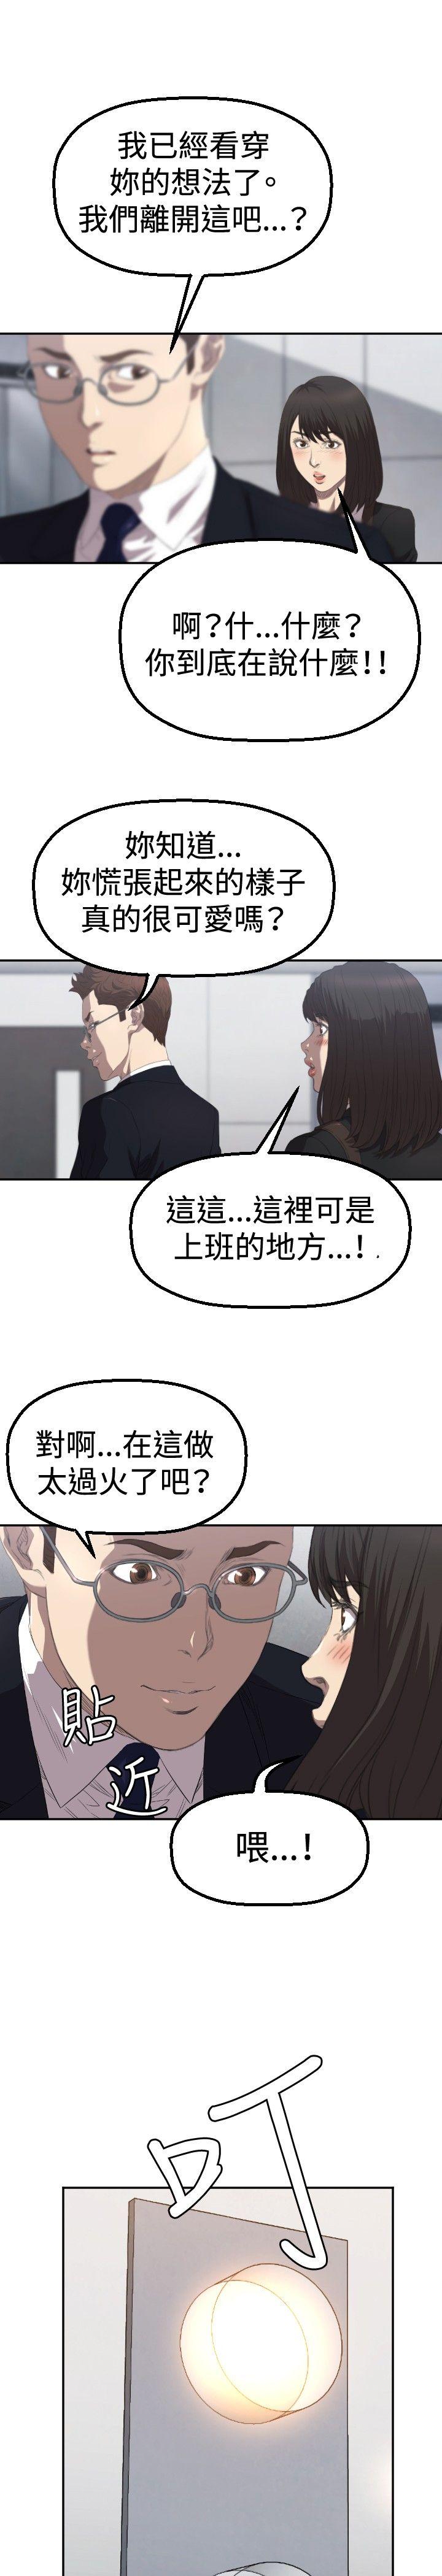 我已經看穿
妳的想法了。
我們離開這吧...？
啊？什...什麼？
你到底在說什麼！！
妳知道...
妳慌張起來的樣子
真的很可愛嗎？
這這...這裡可是
上班的地方...！
對啊...在這做
太過火了吧？
貼
近
喂...！
叮